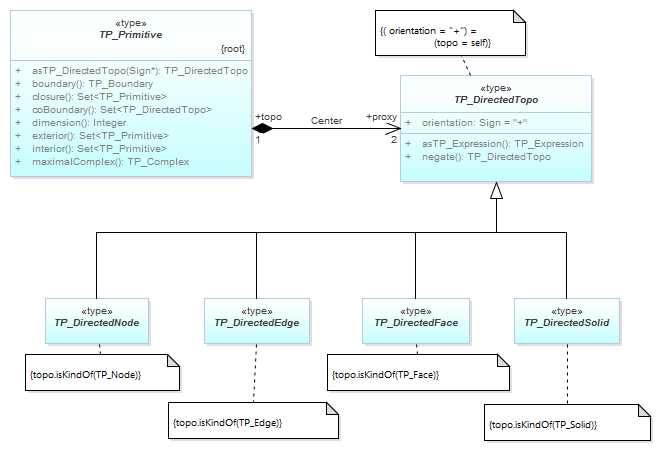 «type»
TP_Primitive
{root}
+ asTP_DirectedTopo(Sign*): TP_DirectedTopo
+ boundary(): TP_Boundary
+ closure(): Set<TP_Primitive>
+ coBoundary(): Set<TP_DirectedTopo>
+ dimension(): Integer
+ exterior(): Set<TP_Primitive>
+ interior(): Set<TP_Primitive>
+ maximalComplex(): TP_Complex
+topo
1
Center
+proxy
2
{( orientation = "+") =
(topo = self)}
«type»
TP_DirectedTopo
+ orientation: Sign = "+"
+ asTP_Expression(): TP_Expression
+ negate(): TP_DirectedTopo
«type»
TP_DirectedNode
«type»
TP_DirectedEdge
«type»
TP_DirectedFace
«type»
TP_DirectedSolid
{topo.isKindOf(TP_Node)}
{topo.isKindOf(TP_Edge)}
{topo.isKindOf(TP_Face)}
{topo.isKindOf(TP_Solid)}